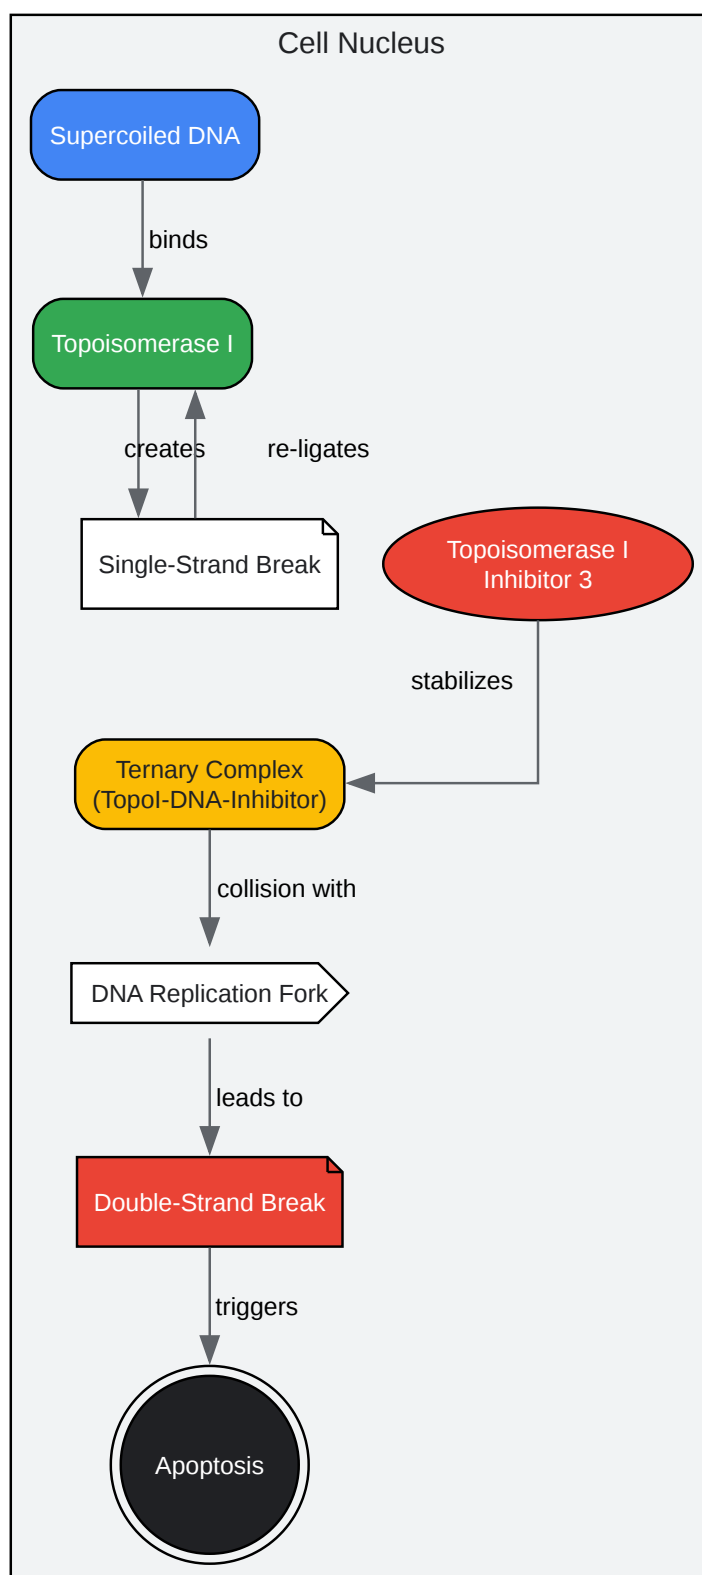 Cell Nucleus
Supercoiled DNA
binds
Topoisomerase I
creates
re-ligates
Single-Strand Break
Topoisomerase I
Inhibitor 3
stabilizes
Ternary Complex
(TopoI-DNA-Inhibitor)
collision with
DNA Replication Fork
leads to
Double-Strand Break
triggers
Apoptosis